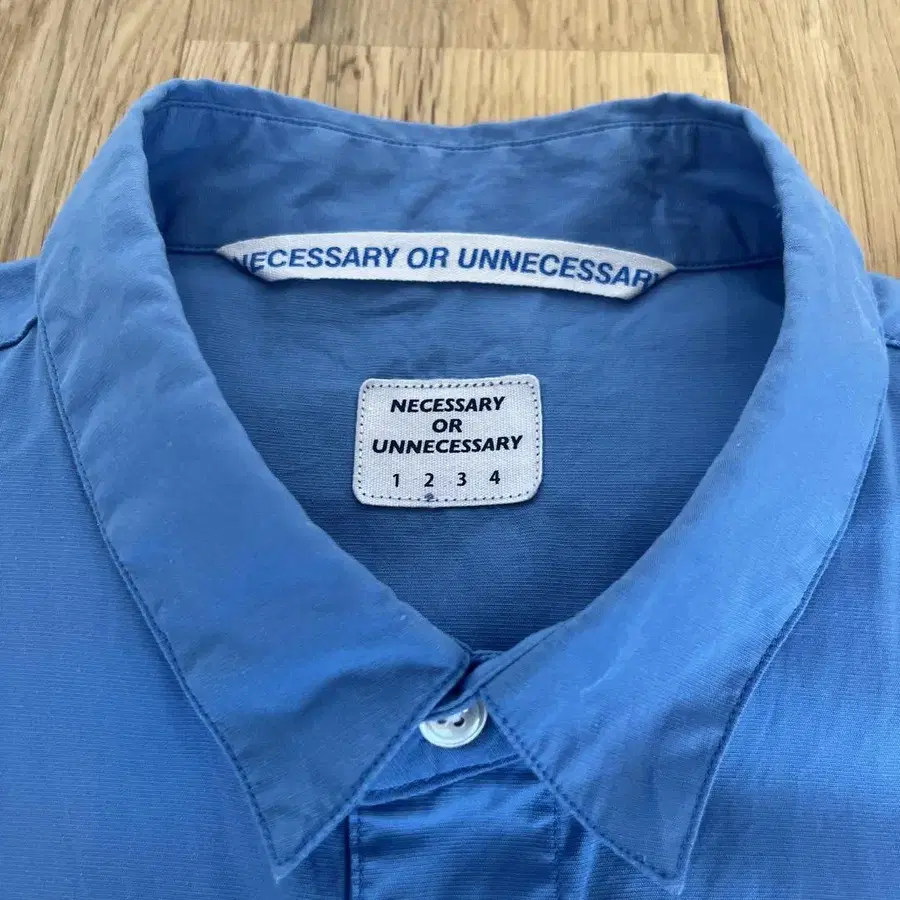 NECESSARY OR UNNECESSARY
NECESSARY
OR
UNNECESSARY
1 2 3 4